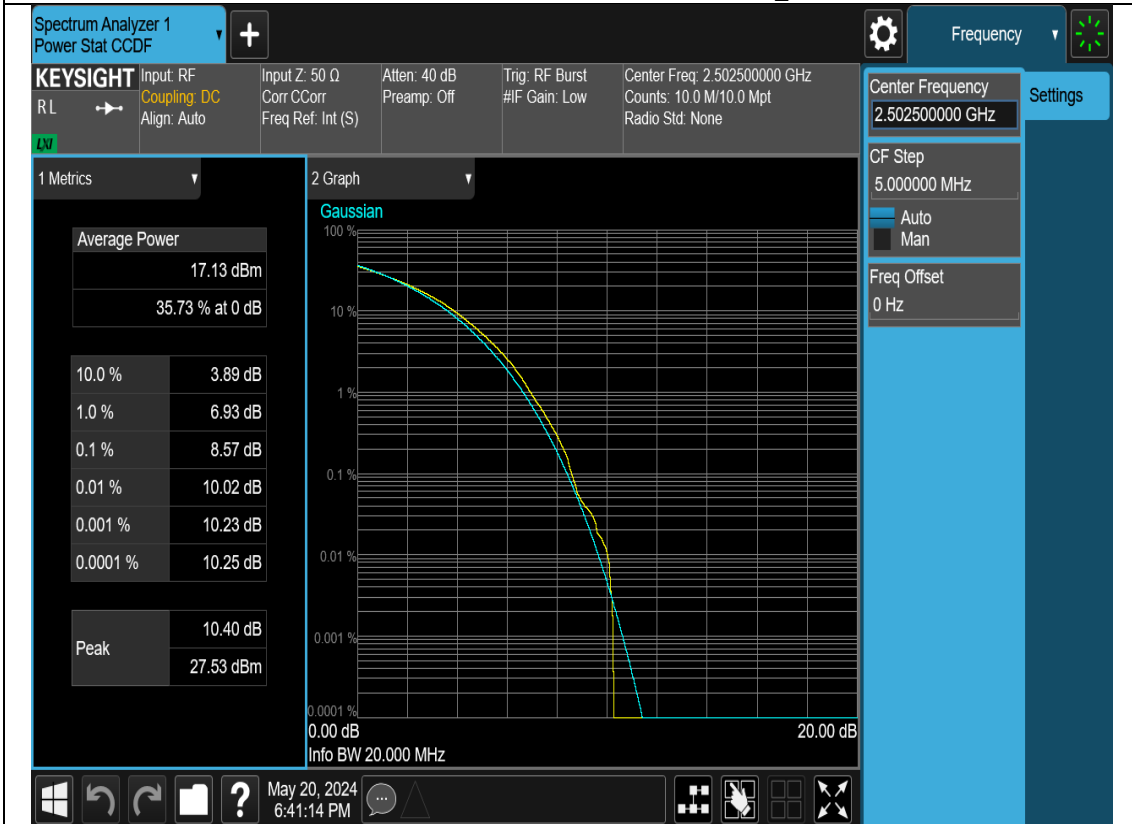 Spectrum Analyzer 1
Power Stat CCDF
+
Frequency
KEYSIGHT
RL
LXI
Input: RF
Coupling: DC
Align: Auto
Input Z: 50 Ω
Corr CCorr
Freq Ref: Int (S)
Atten: 40 dB
Preamp: Off
Trig: RF Burst
#IF Gain: Low
Center Freq: 2.502500000 GHz
Counts: 10.0 M/10.0 Mpt
Radio Std: None
Center Frequency
2.502500000 GHz
Settings
CF Step
5.000000 MHz
Auto
Man
Freq Offset
0 Hz
1 Metrics
Average Power
17.13 dBm
35.73 % at 0 dB
10.0 % 3.89 dB
1.0 % 6.93 dB
0.1 % 8.57 dB
0.01 % 10.02 dB
0.001 % 10.23 dB
0.0001 % 10.25 dB
Peak
10.40 dB
27.53 dBm
2 Graph
Gaussian
100 %
10 %
1 %
0.1 %
0.01 %
0.001 %
0.0001 %
0.00 dB
20.00 dB
Info BW 20.000 MHz
?
May 20, 2024
6:41:14 PM